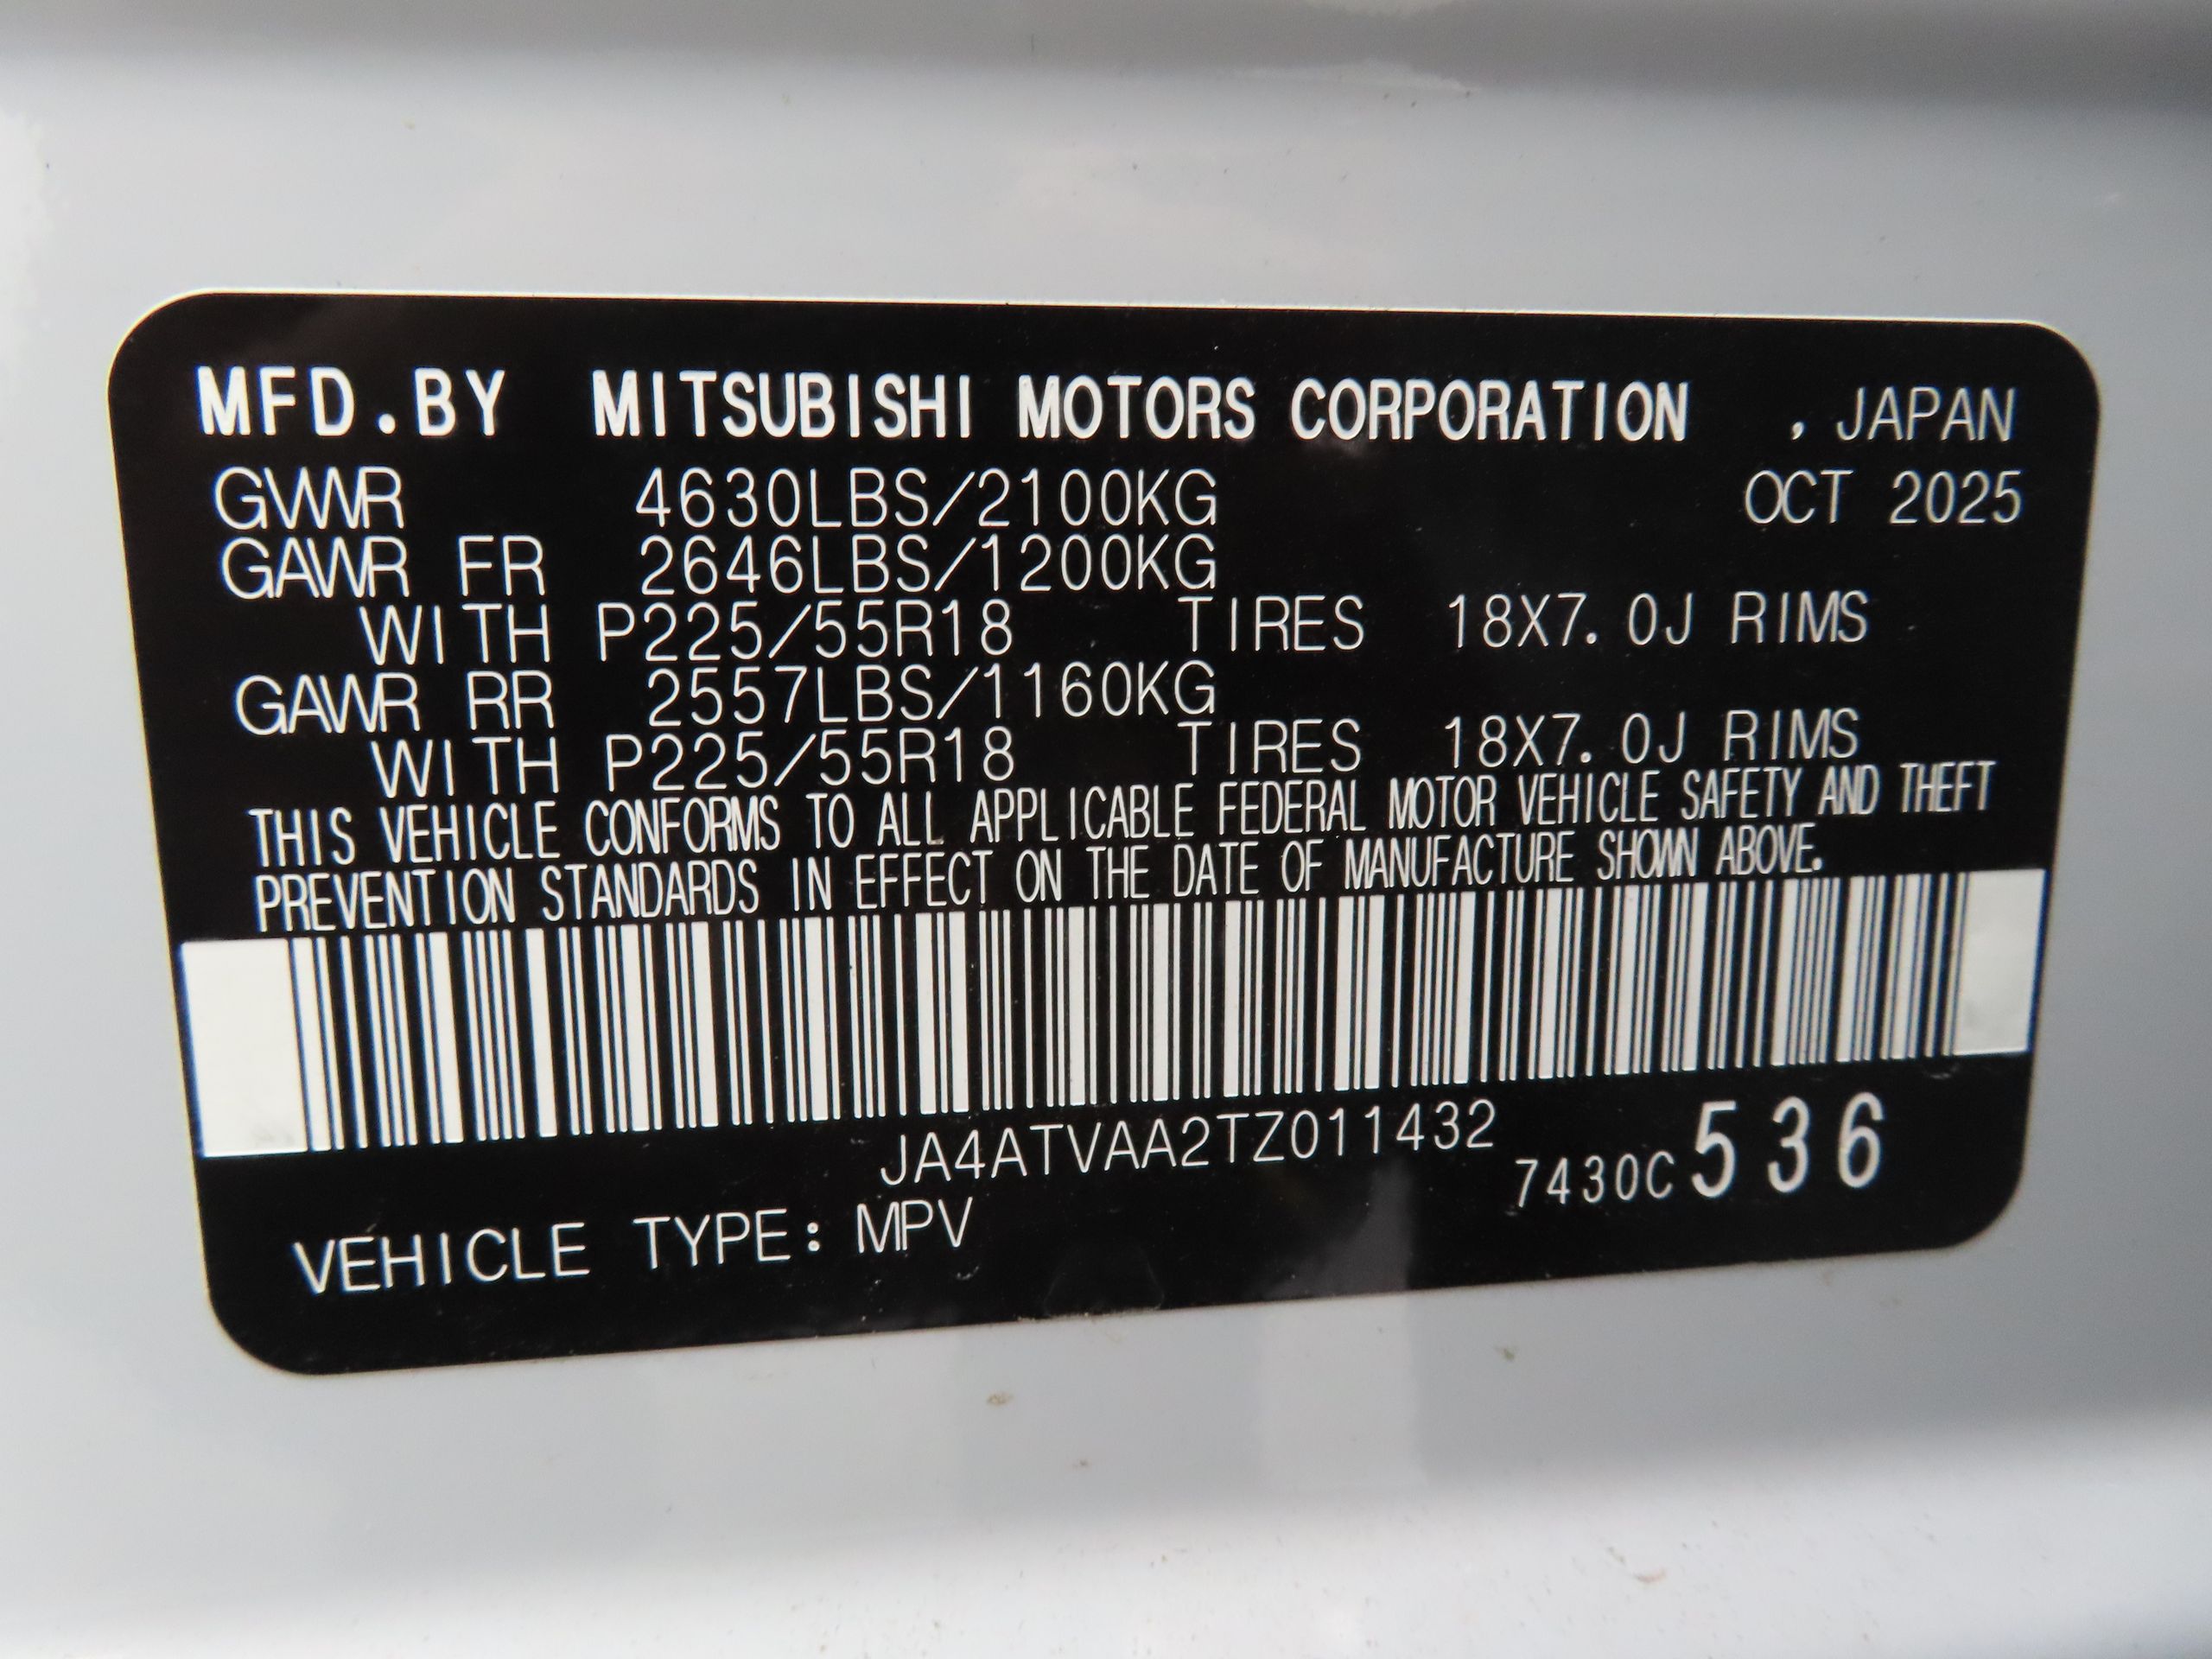 MFD.BY MITSUBISHI MOTORS CORPORATION , JAPAN
GVWR 4630LBS/2100KG OCT 2025
GAWR FR 2646LBS/1200KG
WITH P225/55R18 TIRES 18X7.0J RIMS
GAWR RR 2557LBS/1160KG
WITH P225/55R18 TIRES 18X7.0J RIMS
THIS VEHICLE CONFORMS TO ALL APPLICABLE FEDERAL MOTOR VEHICLE SAFETY AND THEFT
PREVENTION STANDARDS IN EFFECT ON THE DATE OF MANUFACTURE SHOWN ABOVE.
JA4ATVAA2TZ011432 7430C536
VEHICLE TYPE: MPV